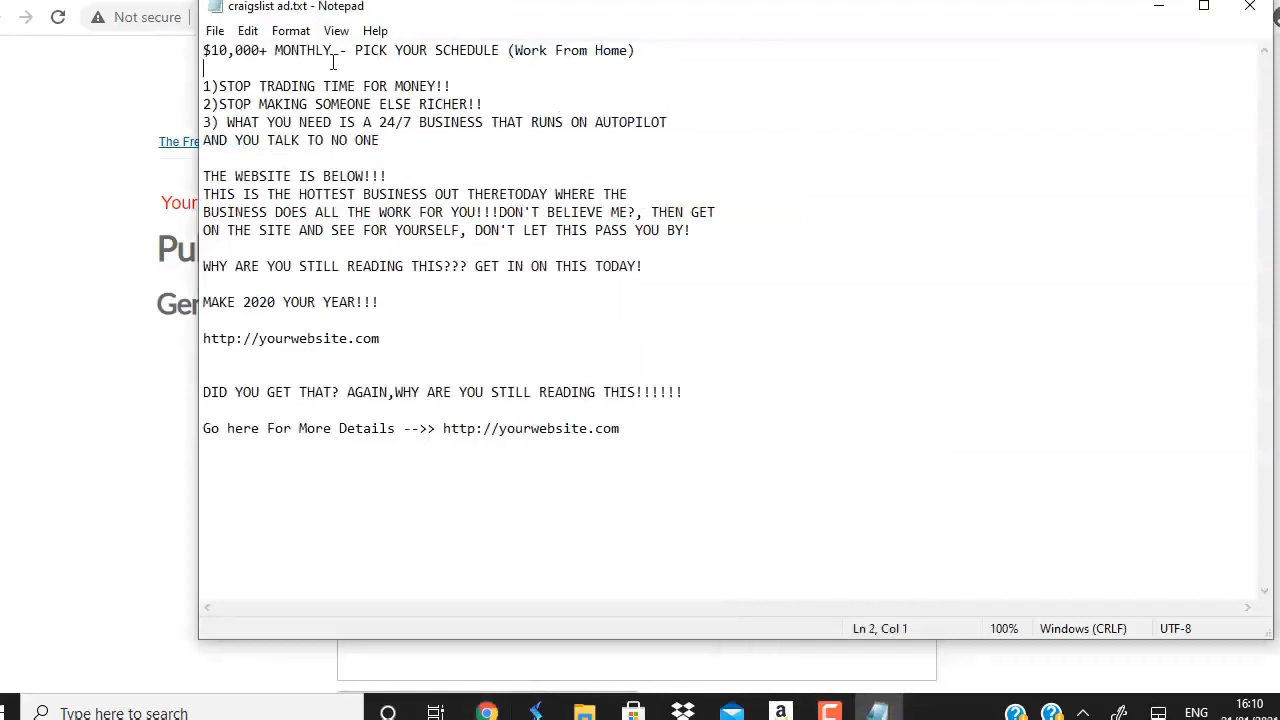 craigslist ad.txt - Notepad
Not secure
File Edit Format View Help
$10,000+ MONTHLY - PICK YOUR SCHEDULE (Work From Home)
1)STOP TRADING TIME FOR MONEY!!
2)STOP MAKING SOMEONE ELSE RICHER!!
3) WHAT YOU NEED IS A 24/7 BUSINESS THAT RUNS ON AUTOPILOT
The Fre
AND YOU TALK TO NO ONE
THE WEBSITE IS BELOW!!!
THIS IS THE HOTTEST BUSINESS OUT THERETODAY WHERE THE
Your
BUSINESS DOES ALL THE WORK FOR YOU!!!DON'T BELIEVE ME?, THEN GET
ON THE SITE AND SEE FOR YOURSELF, DON'T LET THIS PASS YOU BY!
Pu
WHY ARE YOU STILL READING THIS??? GET IN ON THIS TODAY!
Ger
MAKE 2020 YOUR YEAR!!!
http://yourwebsite.com
DID YOU GET THAT? AGAIN,WHY ARE YOU STILL READING THIS!!!!!!
Go here For More Details -->> http://yourwebsite.com
Ln 2, Col 1 100% Windows (CRLF) UTF-8
Type here to search
ENG
16:10